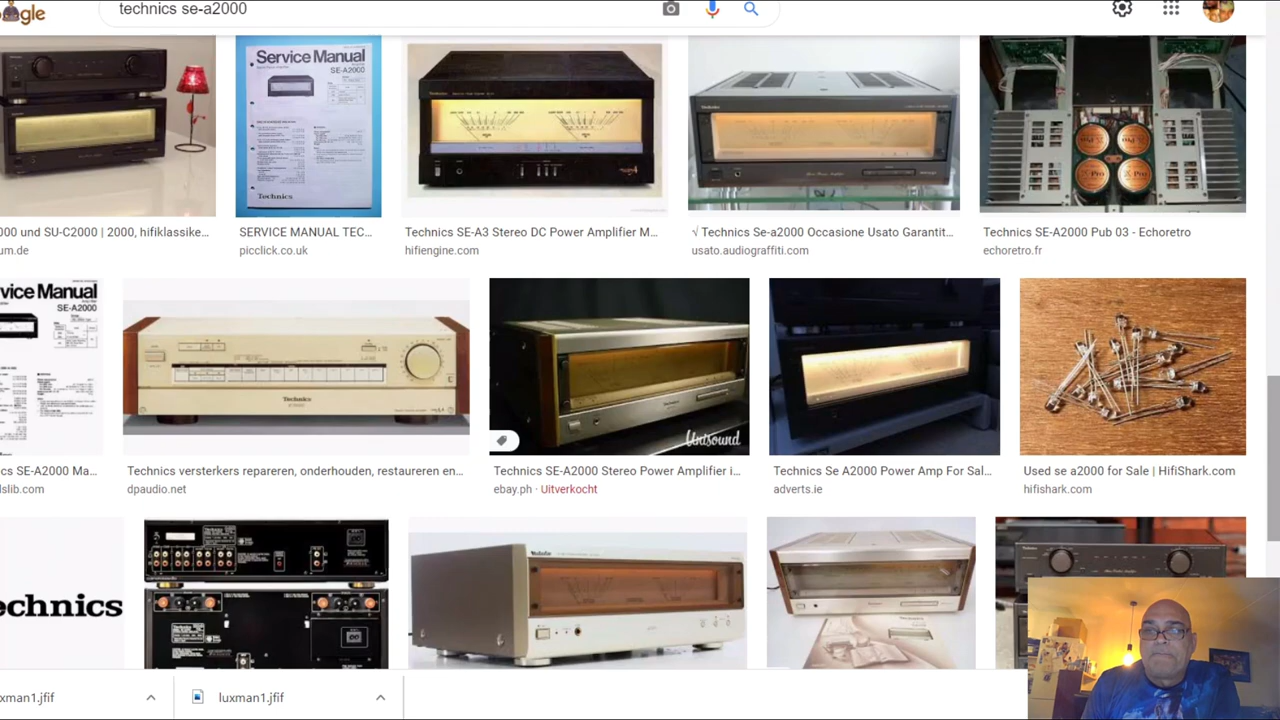 ogle
technics se-a2000
Service Manual
SE-A2000
Technics
000 und SU-C2000 | 2000, hifiklassike...
um.de
SERVICE MANUAL TEC...
picclick.co.uk
Technics SE-A3 Stereo DC Power Amplifier M...
hifiengine.com
√ Technics Se-a2000 Occasione Usato Garantit...
usato.audiograffiti.com
Technics SE-A2000 Pub 03 - Echoretro
echoretro.fr
vice Manual
SE-A2000
Technics
Unisound
cs SE-A2000 Ma...
lslib.com
Technics versterkers repareren, onderhouden, restaureren en...
dpaudio.net
Technics SE-A2000 Stereo Power Amplifier i...
ebay.ph · Uitverkocht
Technics Se A2000 Power Amp For Sal...
adverts.ie
Used se a2000 for Sale | HifiShark.com
hifishark.com
echnics
xman1.jfif
luxman1.jfif